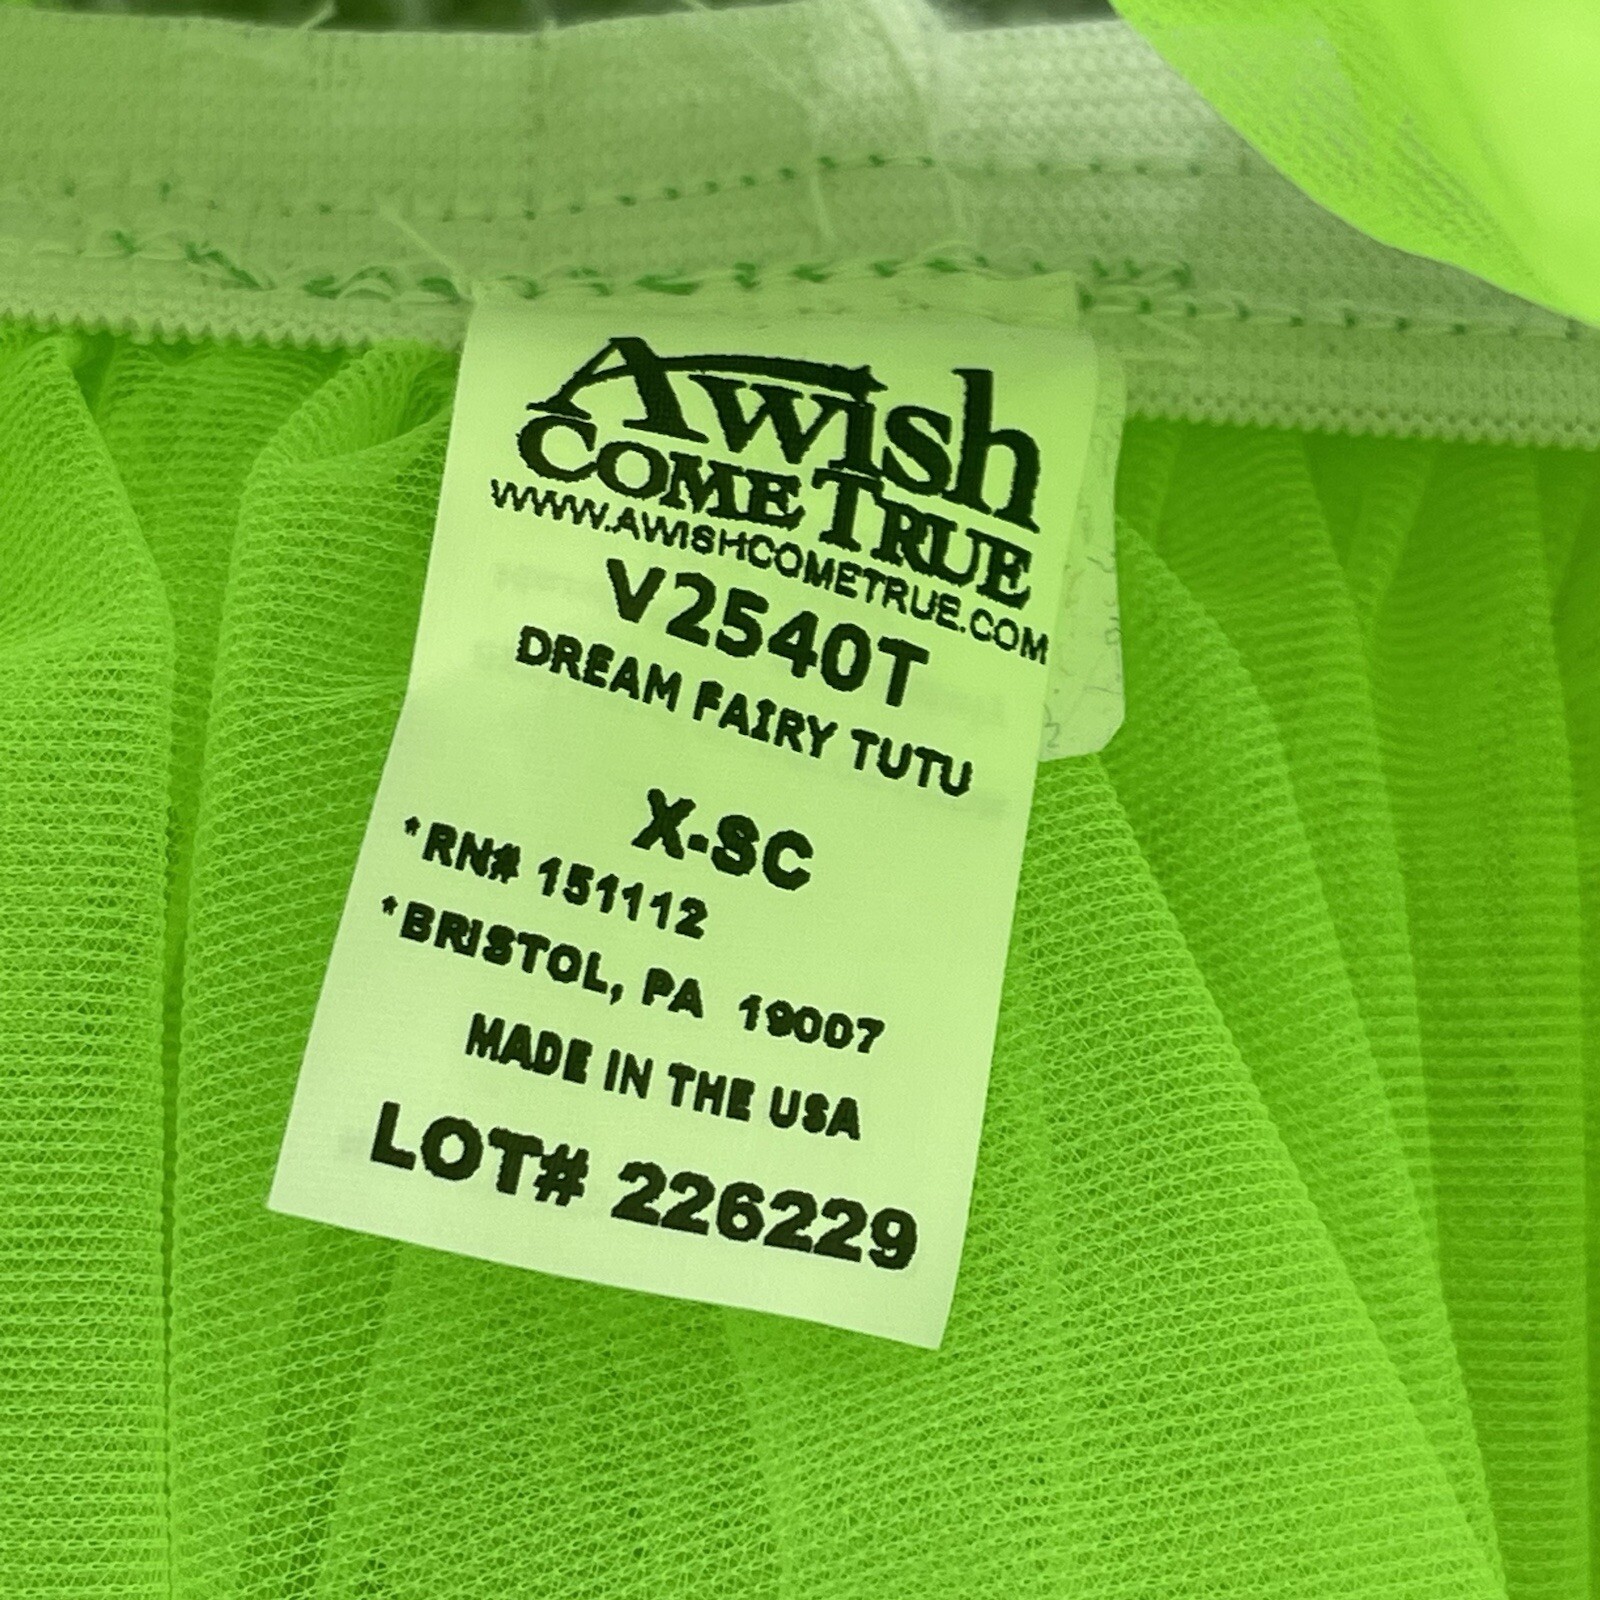 A wish
COME TRUE
WWW.AWISHCOMETRUE.COM
V2540T
DREAM FAIRY TUTU
X-SC
*RN# 151112
*BRISTOL, PA 19007
MADE IN THE USA
LOT# 226229